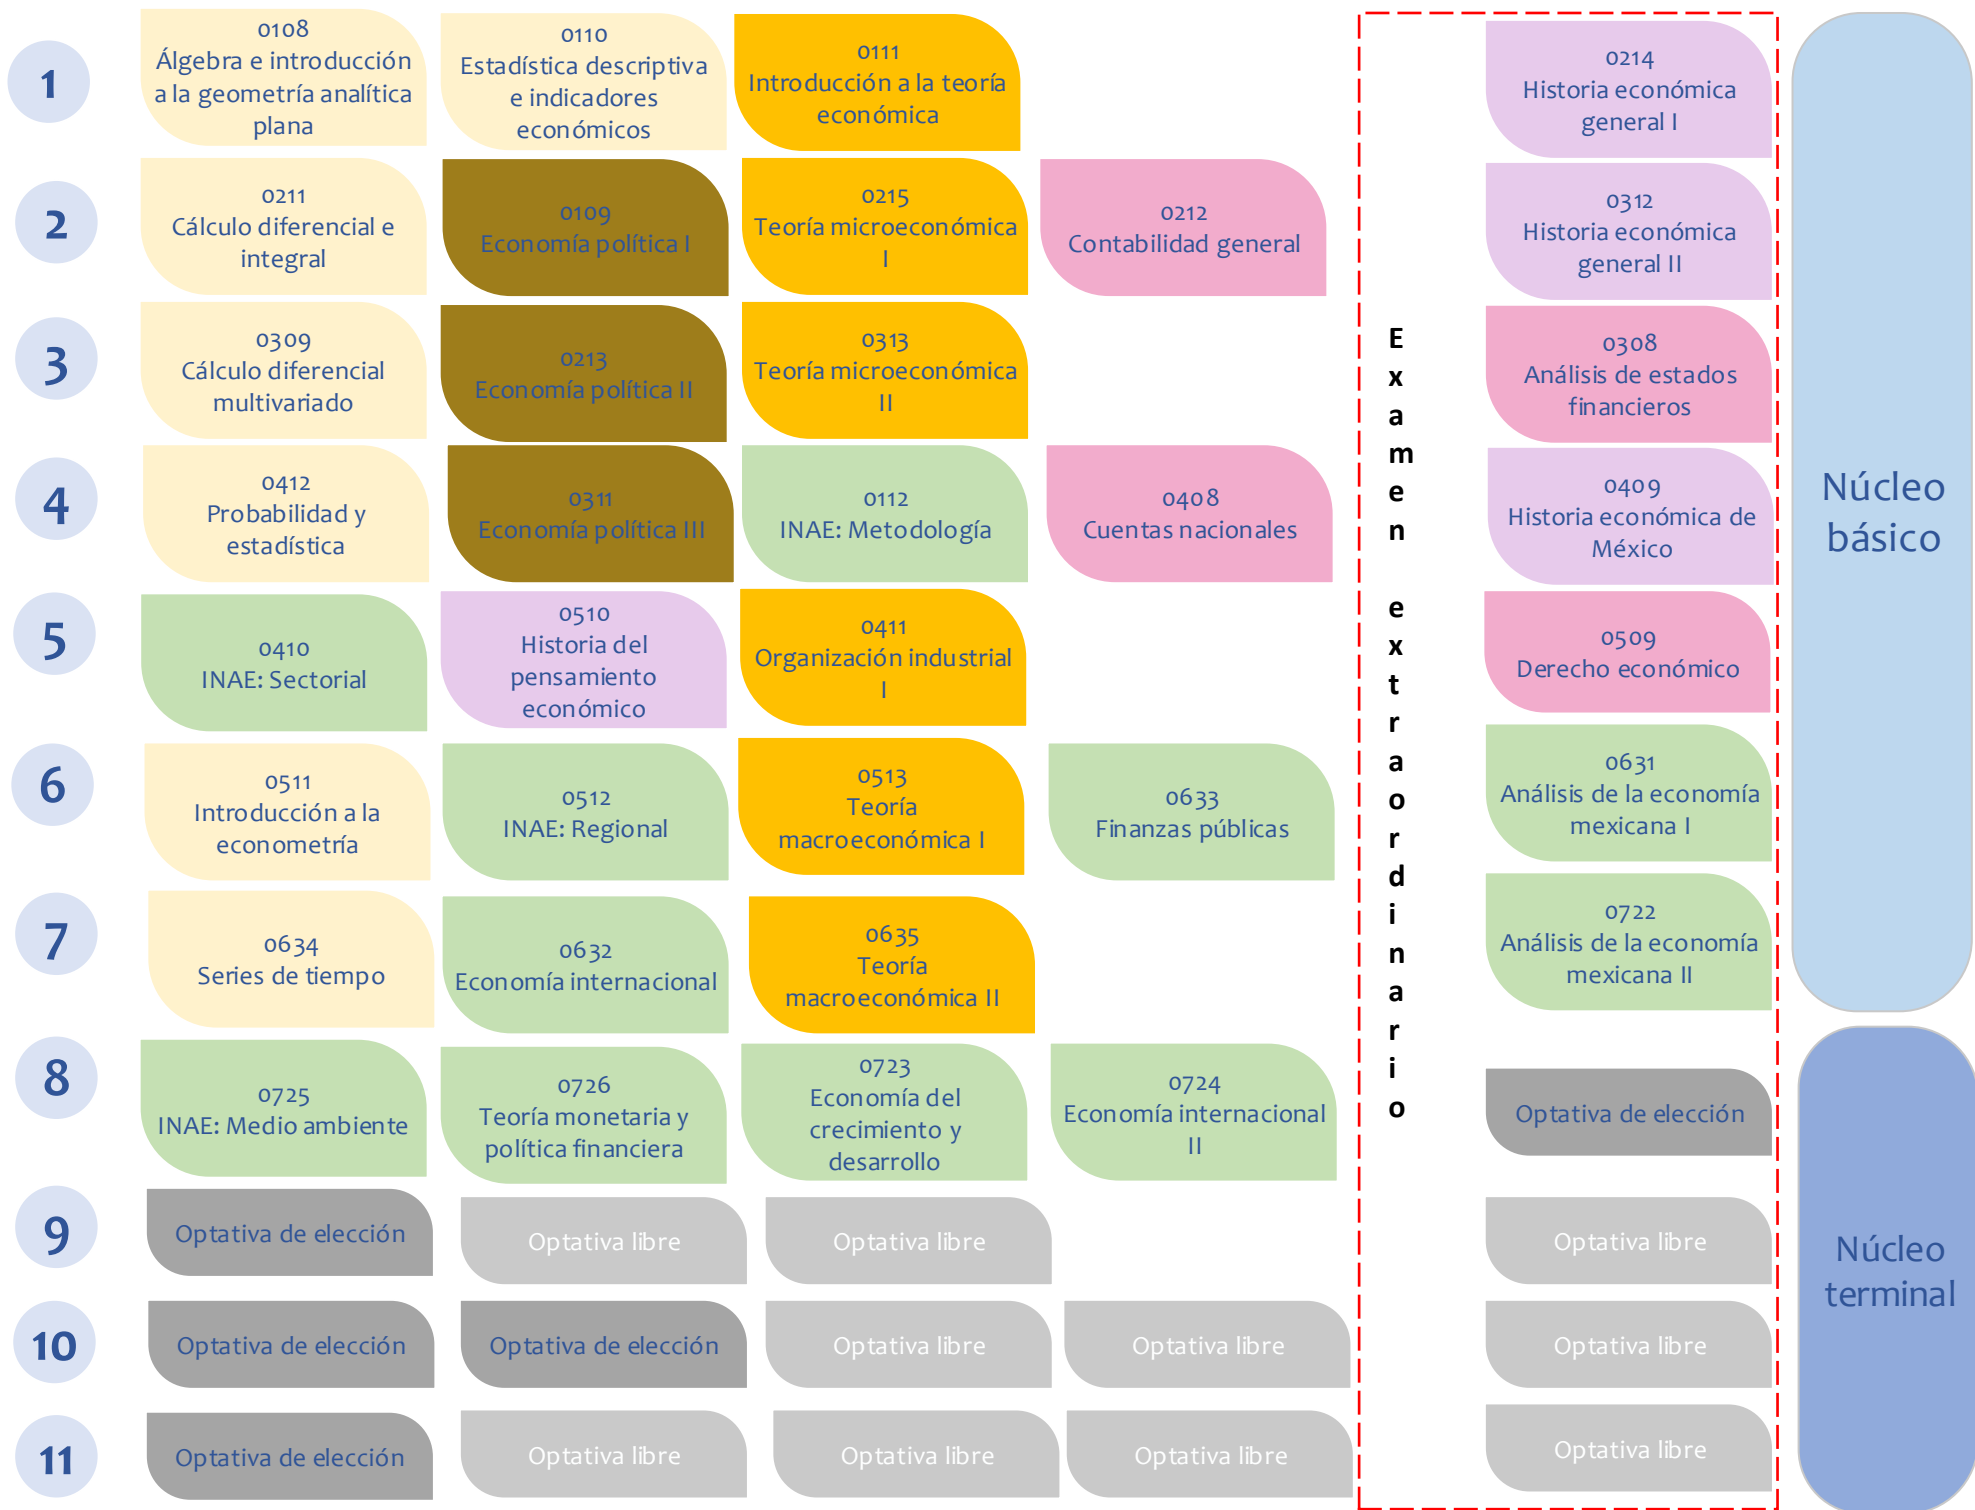 1
0108
Álgebra e introducción
a la geometría analítica
plana
0110
Estadística descriptiva
e indicadores
económicos
0111
Introducción a la teoría
económica
0214
Historia económica
general I
2
0211
Cálculo diferencial e
integral
0109
Economía política I
0215
Teoría microeconómica
I
0212
Contabilidad general
0312
Historia económica
general II
3
0309
Cálculo diferencial
multivariado
0213
Economía política II
0313
Teoría microeconómica
II
0308
Análisis de estados
financieros
4
0412
Probabilidad y
estadística
0311
Economía política III
0112
INAE: Metodología
0408
Cuentas nacionales
0409
Historia económica de
México
5
0410
INAE: Sectorial
0510
Historia del
pensamiento
económico
0411
Organización industrial
I
0509
Derecho económico
6
0511
Introducción a la
econometría
0512
INAE: Regional
0513
Teoría
macroeconómica I
0633
Finanzas públicas
0631
Análisis de la economía
mexicana I
7
0634
Series de tiempo
0632
Economía internacional
0635
Teoría
macroeconómica II
0722
Análisis de la economía
mexicana II
8
0725
INAE: Medio ambiente
0726
Teoría monetaria y
política financiera
0723
Economía del
crecimiento y
desarrollo
0724
Economía internacional
II
Optativa de elección
9
Optativa de elección
Optativa libre
Optativa libre
Optativa libre
10
Optativa de elección
Optativa de elección
Optativa libre
Optativa libre
Optativa libre
11
Optativa de elección
Optativa libre
Optativa libre
Optativa libre
Optativa libre
Examen extraordinario
Núcleo
básico
Núcleo
terminal